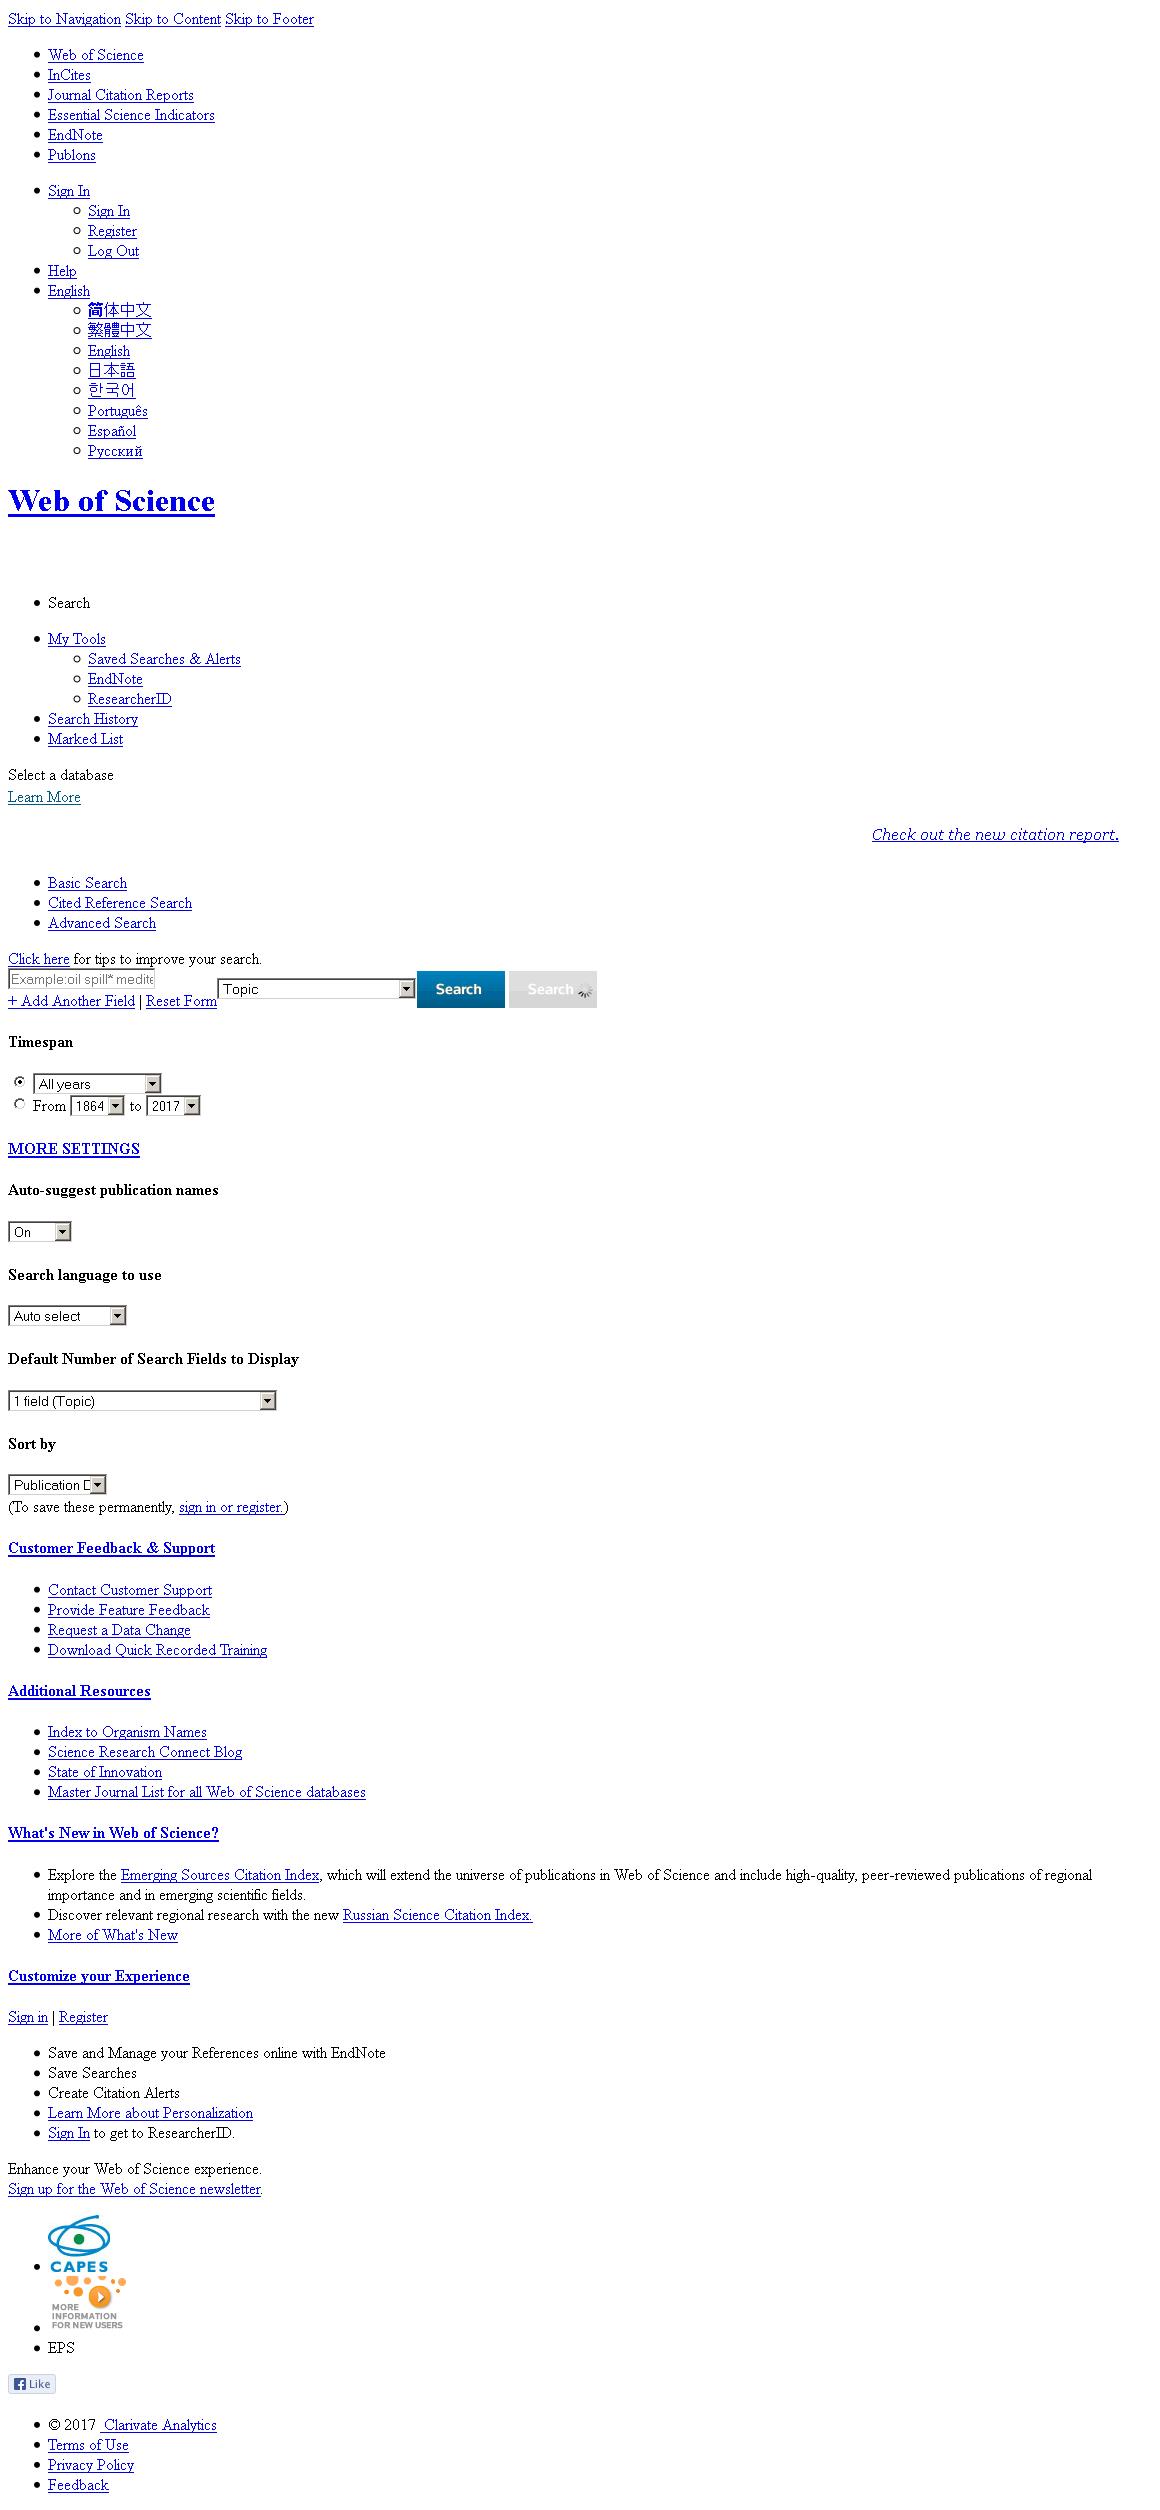 Skip to Navigation Skip to Content Skip to Footer
Web of Science
InCites
Journal Citation Reports
Essential Science Indicators
EndNote
Publons
Sign In
Sign In
Register
Log Out
Help
English
简体中文
繁體中文
English
日本語
한국어
Português
Español
Русский
Web of Science
Search
My Tools
Saved Searches & Alerts
EndNote
ResearcherID
Search History
Marked List
Select a database
Learn More
Check out the new citation report.
Basic Search
Cited Reference Search
Advanced Search
Click here for tips to improve your search.
Example:oil spill* medite
+ Add Another Field | Reset Form Topic Search Search
Timespan
All years
From 1864 to 2017
MORE SETTINGS
Auto-suggest publication names
On
Search language to use
Auto select
Default Number of Search Fields to Display
1 field (Topic)
Sort by
Publication D
(To save these permanently, sign in or register.)
Customer Feedback & Support
Contact Customer Support
Provide Feature Feedback
Request a Data Change
Download Quick Recorded Training
Additional Resources
Index to Organism Names
Science Research Connect Blog
State of Innovation
Master Journal List for all Web of Science databases
What's New in Web of Science?
Explore the Emerging Sources Citation Index, which will extend the universe of publications in Web of Science and include high-quality, peer-reviewed publications of regional
importance and in emerging scientific fields.
Discover relevant regional research with the new Russian Science Citation Index.
More of What's New
Customize your Experience
Sign in | Register
Save and Manage your References online with EndNote
Save Searches
Create Citation Alerts
Learn More about Personalization
Sign In to get to ResearcherID.
Enhance your Web of Science experience.
Sign up for the Web of Science newsletter.
CAPES
MORE
INFORMATION
FOR NEW USERS
EPS
Like
© 2017 Clarivate Analytics
Terms of Use
Privacy Policy
Feedback